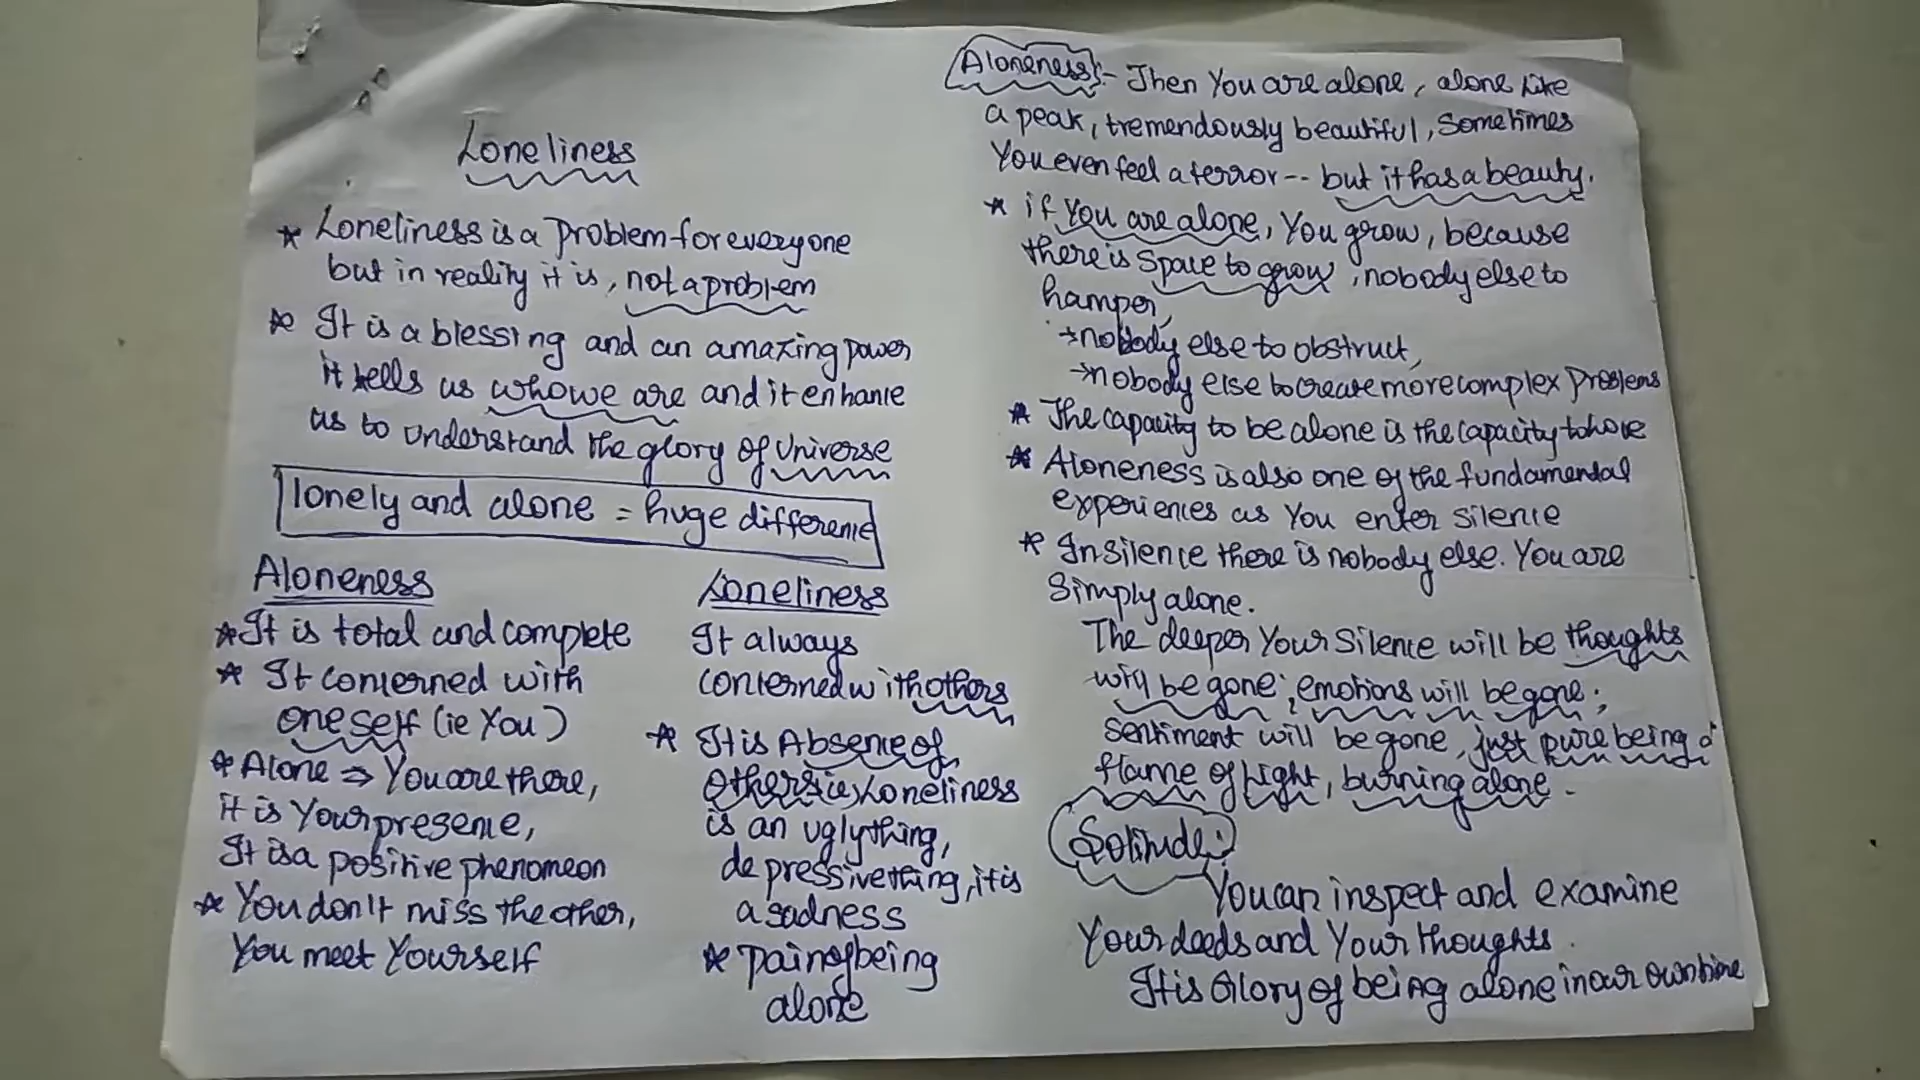 Loneliness
* Loneliness is a problem for everyone
but in reality it is, not a problem
* It is a blessing and an amazing power
it tells us who we are and it enhance
us to understand the glory of Universe
lonely and alone = huge difference
Aloneness
* It is total and complete
* It concerned with
oneself (ie You)
* Alone ⇒ You are there,
it is Your presence,
It is a positive phenomeon
* You don't miss the other,
You meet Yourself
Loneliness
It always
concerned with others
* It is Absence of
Others ie, Loneliness
is an ugly thing,
depressive thing, it is
a sadness
* pain of being
alone
Aloneness:- Then You are alone, alone like
a peak, tremendously beautiful, Sometimes
You even feel a terror -- but it has a beauty.
* if You are alone, You grow, because
there is space to grow, nobody else to
hamper,
→ nobody else to obstruct,
→ nobody else to create more complex problems
* The capacity to be alone is the capacity to
* Aloneness is also one of the fundamental
experiences as You enter silence
* In silence there is nobody else. You are
Simply alone.
The deeper Your Silence will be thoughts
will be gone; emotions will be gone;
sentiment will be gone, just pure being a
flame of light, burning alone.
Solitude:
You can inspect and examine
Your deeds and Your thoughts.
It is Glory of being alone in our own time